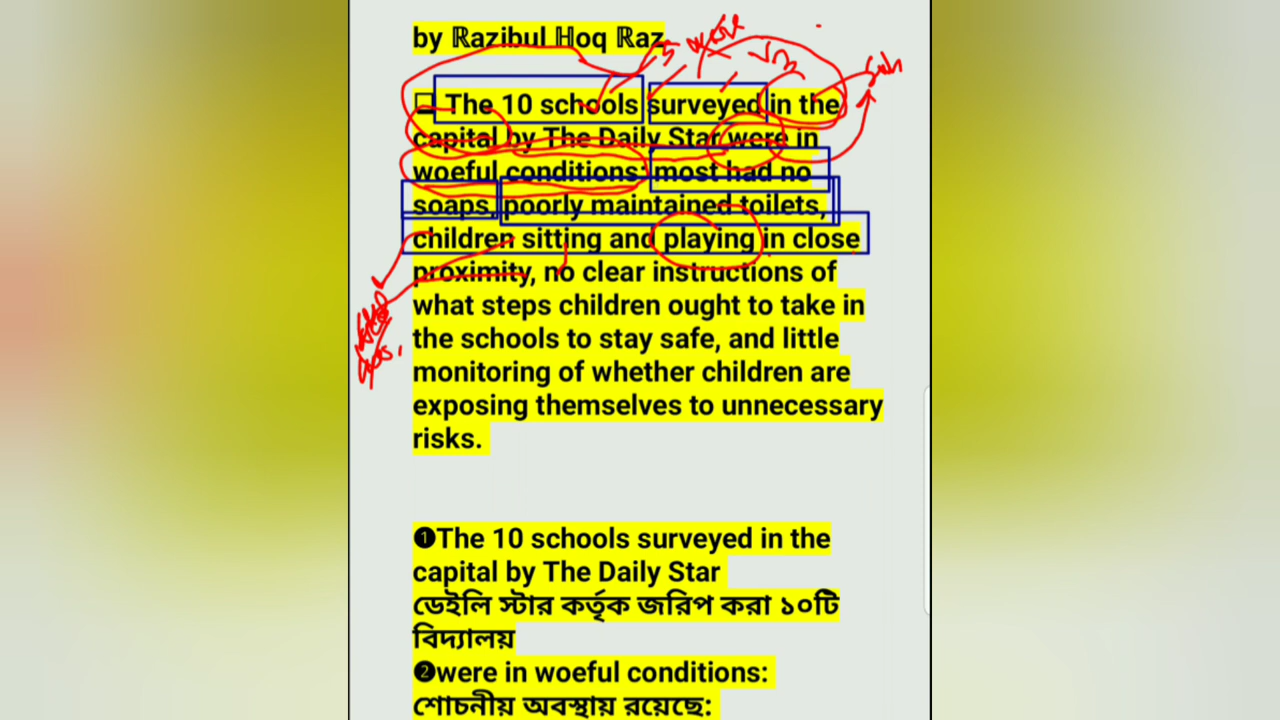 by ℝazibul ℍoq ℝaz
❑ The 10 schools surveyed in the
capital by The Daily Star were in
woeful conditions: most had no
soaps, poorly maintained toilets,
children sitting and playing in close
proximity, no clear instructions of
what steps children ought to take in
the schools to stay safe, and little
monitoring of whether children are
exposing themselves to unnecessary
risks.
❶The 10 schools surveyed in the
capital by The Daily Star
ডেইলি স্টার কর্তৃক জরিপ করা ১০টি
বিদ্যালয়
❷were in woeful conditions:
শোচনীয় অবস্থায় রয়েছে: